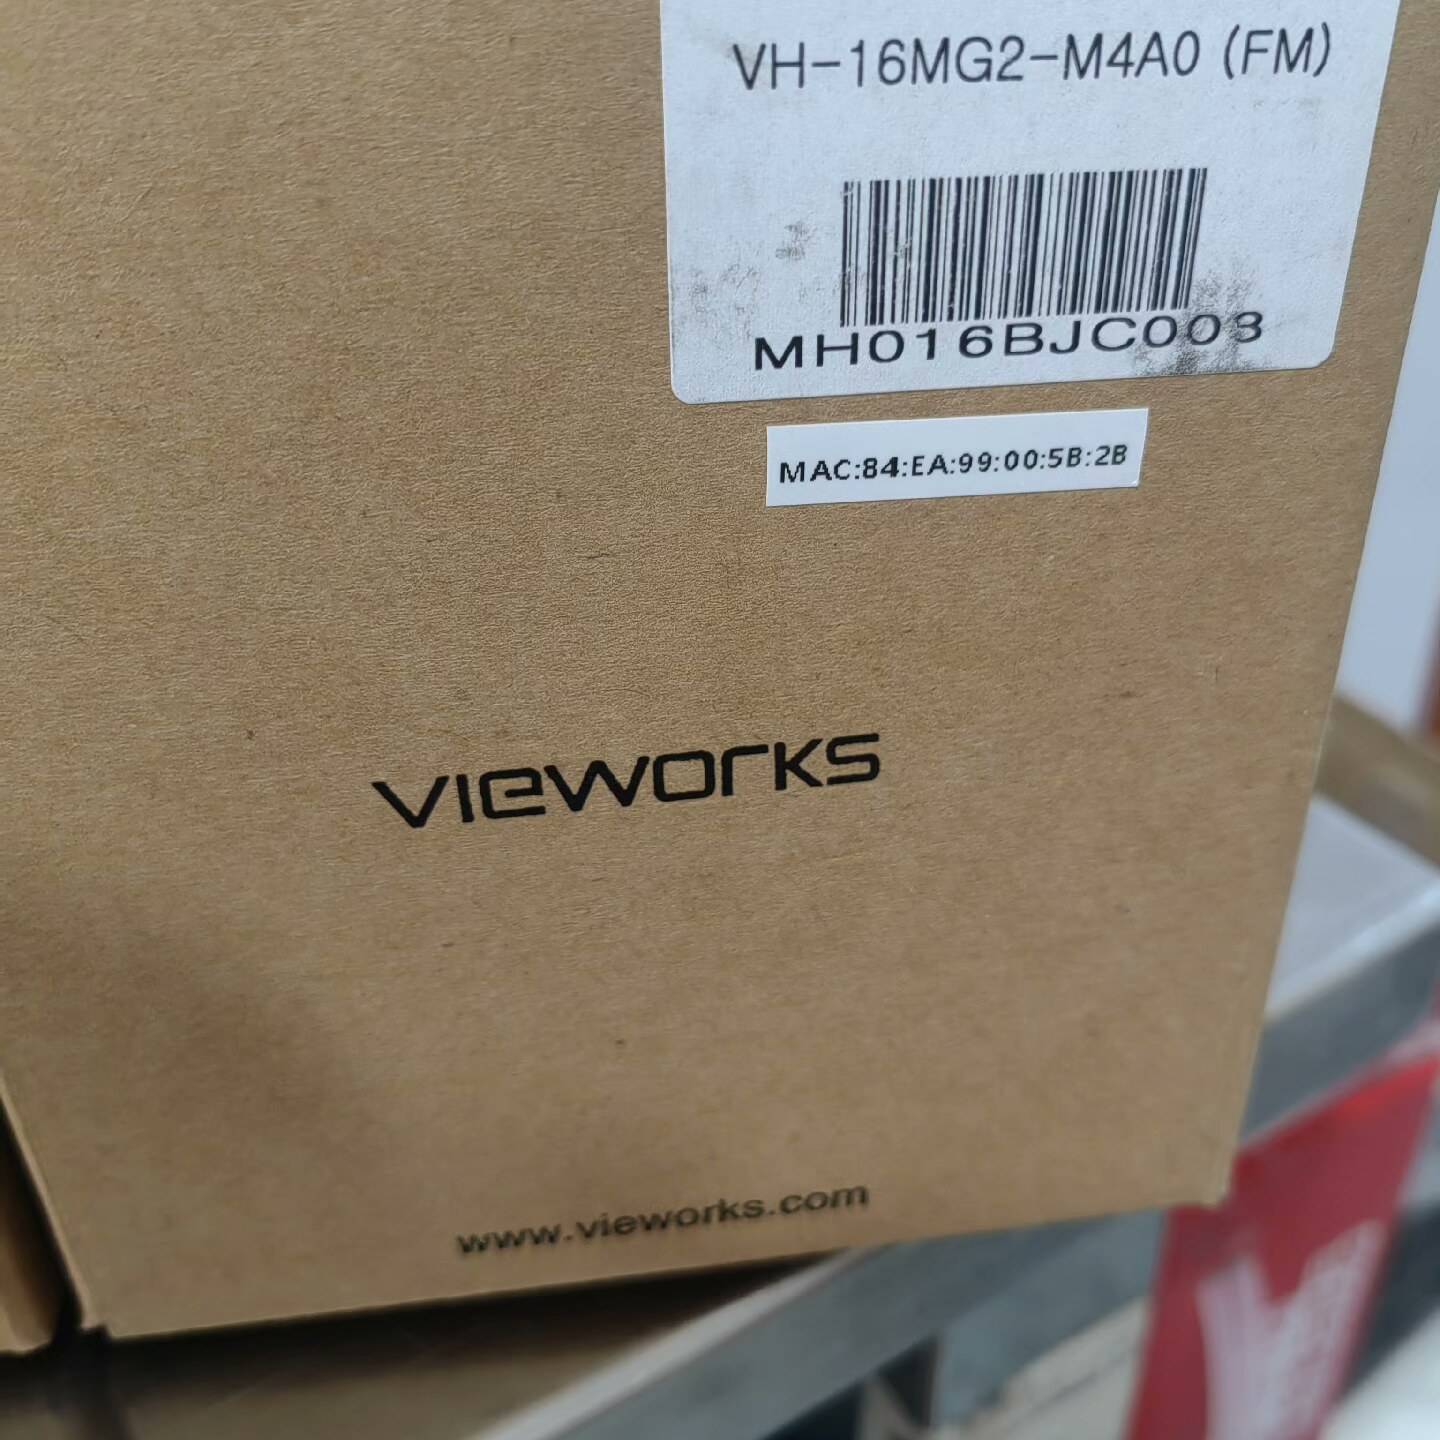 VH-16MG2-M4A0 (FM)
MH016BJC003
MAC:84:EA:99:00:5B:2B
vieworks
www.vieworks.com